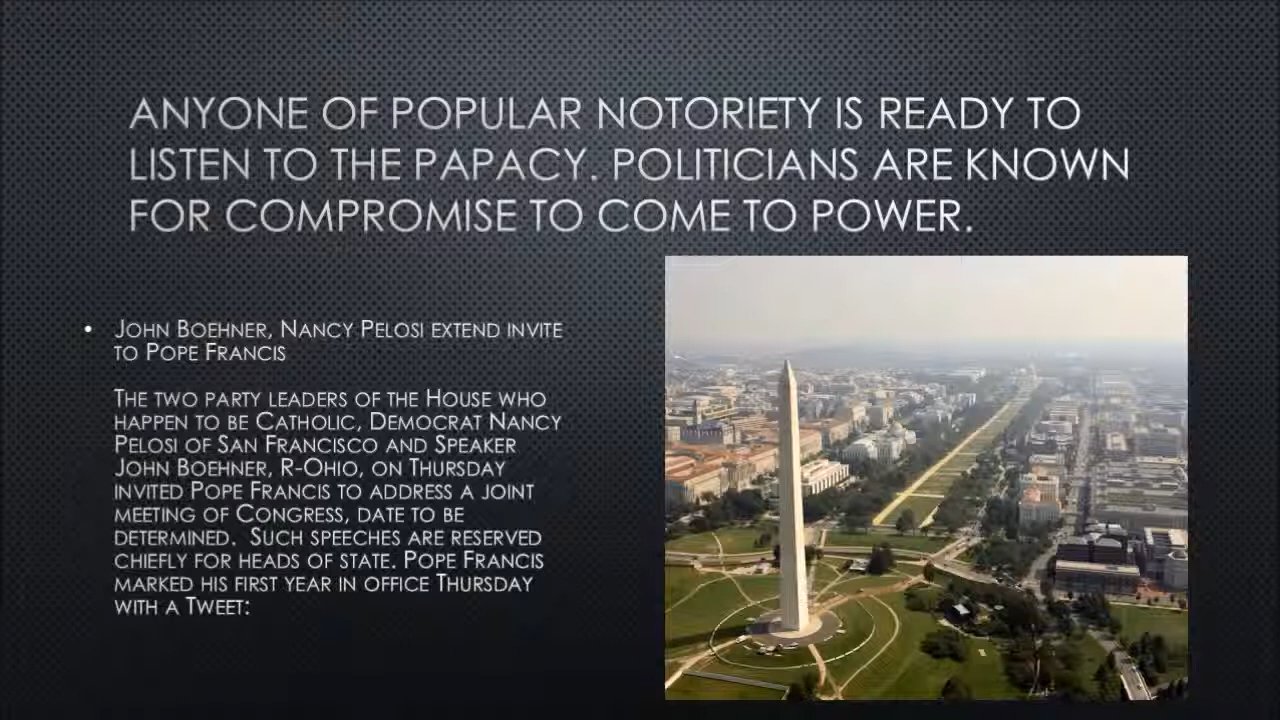 ANYONE OF POPULAR NOTORIETY IS READY TO
LISTEN TO THE PAPACY. POLITICIANS ARE KNOWN
FOR COMPROMISE TO COME TO POWER.
• JOHN BOEHNER, NANCY PELOSI EXTEND INVITE
TO POPE FRANCIS
THE TWO PARTY LEADERS OF THE HOUSE WHO
HAPPEN TO BE CATHOLIC, DEMOCRAT NANCY
PELOSI OF SAN FRANCISCO AND SPEAKER
JOHN BOEHNER, R-OHIO, ON THURSDAY
INVITED POPE FRANCIS TO ADDRESS A JOINT
MEETING OF CONGRESS, DATE TO BE
DETERMINED. SUCH SPEECHES ARE RESERVED
CHIEFLY FOR HEADS OF STATE. POPE FRANCIS
MARKED HIS FIRST YEAR IN OFFICE THURSDAY
WITH A TWEET: